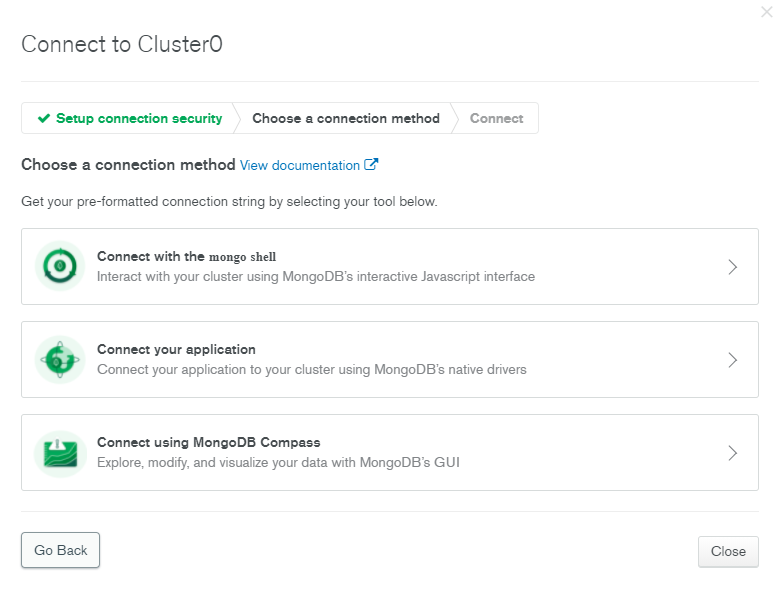 Connect to Cluster0
Setup connection security Choose a connection method Connect
Choose a connection method View documentation
Get your pre-formatted connection string by selecting your tool below.
Connect with the mongo shell
Interact with your cluster using MongoDB's interactive Javascript interface
Connect your application
Connect your application to your cluster using MongoDB's native drivers
Connect using MongoDB Compass
Explore, modify, and visualize your data with MongoDB's GUI
Go Back Close